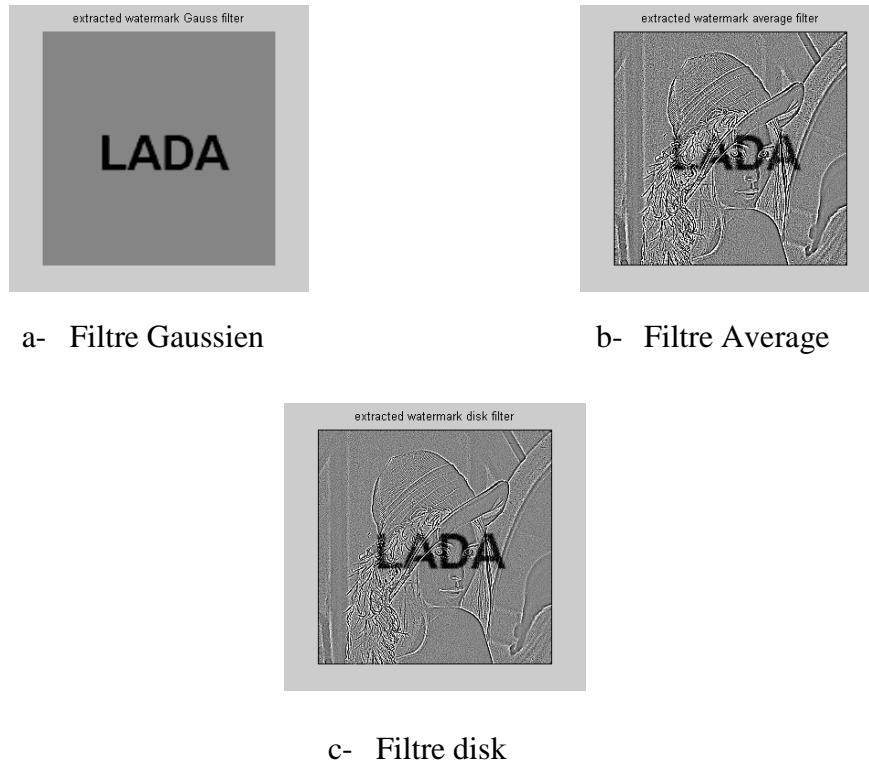 extracted watermark Gauss filter
LADA
a- Filtre Gaussien
extracted watermark average filter
LADA
b- Filtre Average
extracted watermark disk filter
LADA
c- Filtre disk